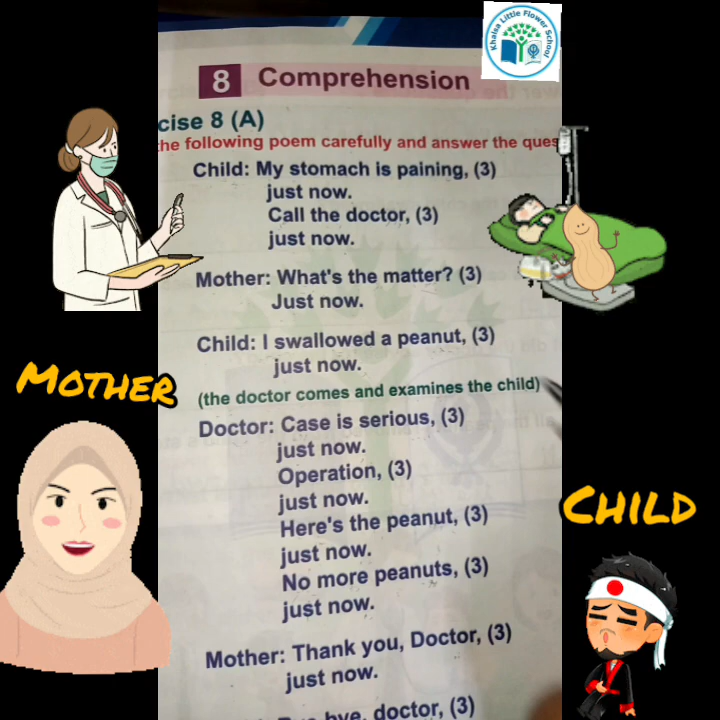 Khalsa Little Flower School
8 Comprehension
cise 8 (A)
the following poem carefully and answer the ques
Child: My stomach is paining, (3)
just now.
Call the doctor, (3)
just now.
Mother: What's the matter? (3)
Just now.
Child: I swallowed a peanut, (3)
just now.
(the doctor comes and examines the child)
Doctor: Case is serious, (3)
just now.
Operation, (3)
just now.
Here's the peanut, (3)
just now.
No more peanuts, (3)
just now.
Mother: Thank you, Doctor, (3)
just now.
bye, doctor, (3)
MOTHER
CHILD